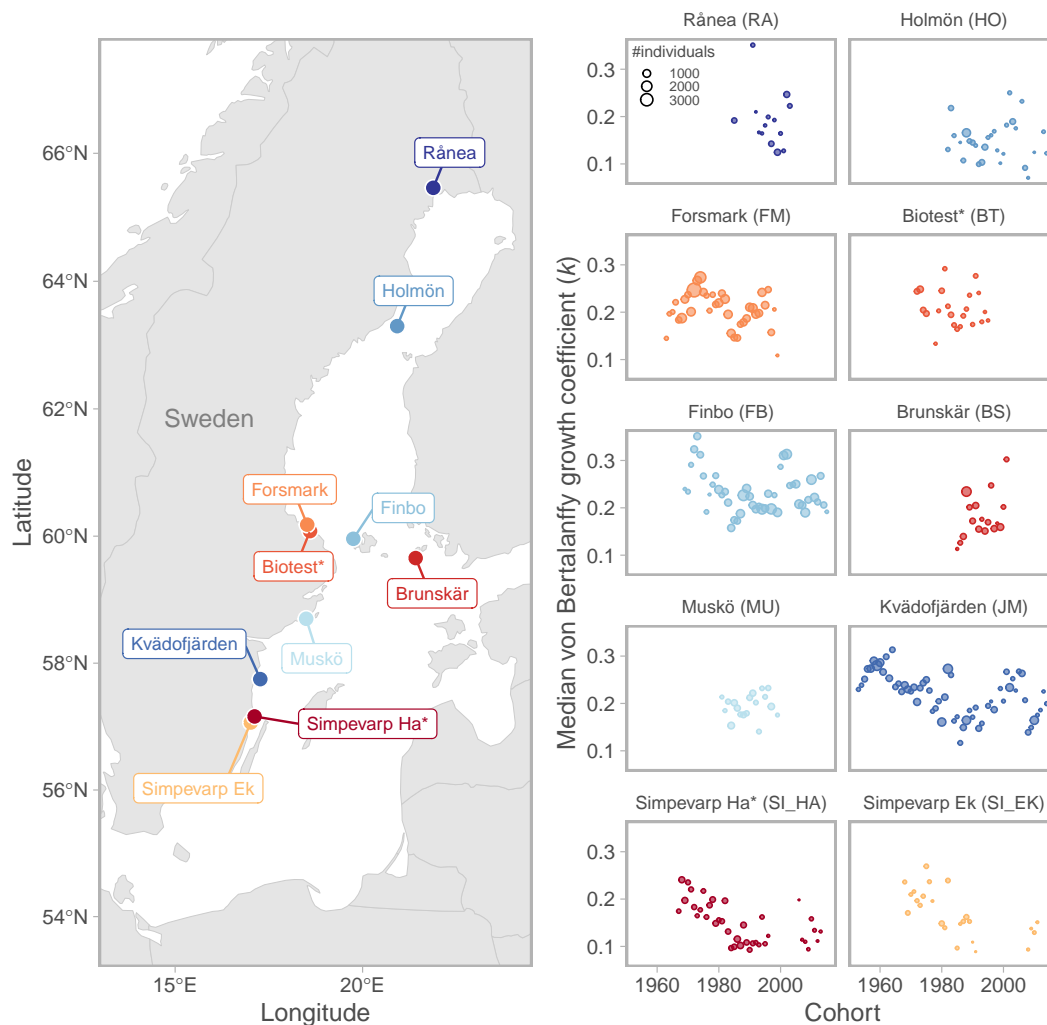 Rånea (RA)
Holmön (HO)
#individuals
1000
2000
3000
0.3
0.2
0.1
Forsmark (FM)
Biotest* (BT)
0.3
0.2
0.1
Finbo (FB)
Brunskär (BS)
0.3
0.2
0.1
Muskö (MU)
Kvädofjärden (JM)
0.3
0.2
0.1
Simpevarp Ha* (SI_HA)
Simpevarp Ek (SI_EK)
0.3
0.2
0.1
1960
1980
2000
1960
1980
2000
Cohort
Median von Bertalanffy growth coefficient (k)
66°N
64°N
62°N
60°N
58°N
56°N
54°N
Latitude
Rånea
Holmön
Sweden
Forsmark
Finbo
Biotest*
Brunskär
Kvädofjärden
Muskö
Simpevarp Ha*
Simpevarp Ek
15°E
20°E
Longitude